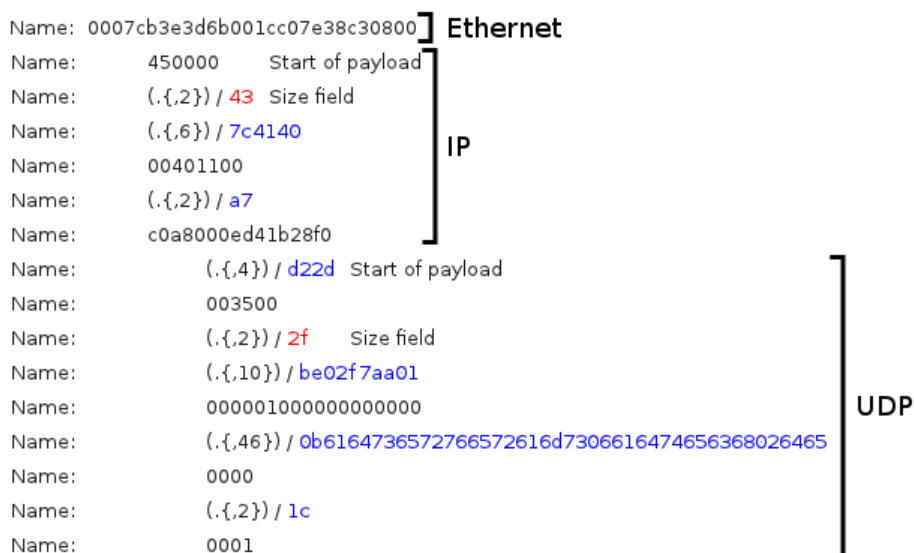 Name: 0007cb3e3d6b001cc07e38c30800 Ethernet
Name: 450000 Start of payload
Name: (.{,2}) / 43 Size field
Name: (.{,6}) / 7c4140
IP
Name: 00401100
Name: (.{,2}) / a7
Name: c0a8000ed41b28f0
Name: (.{,4}) / d22d Start of payload
Name: 003500
Name: (.{,2}) / 2f Size field
Name: (.{,10}) / be02f7aa01
Name: 000001000000000000
UDP
Name: (.{,46}) / 0b6164736572766572616d7306616474656368026465
Name: 0000
Name: (.{,2}) / 1c
Name: 0001